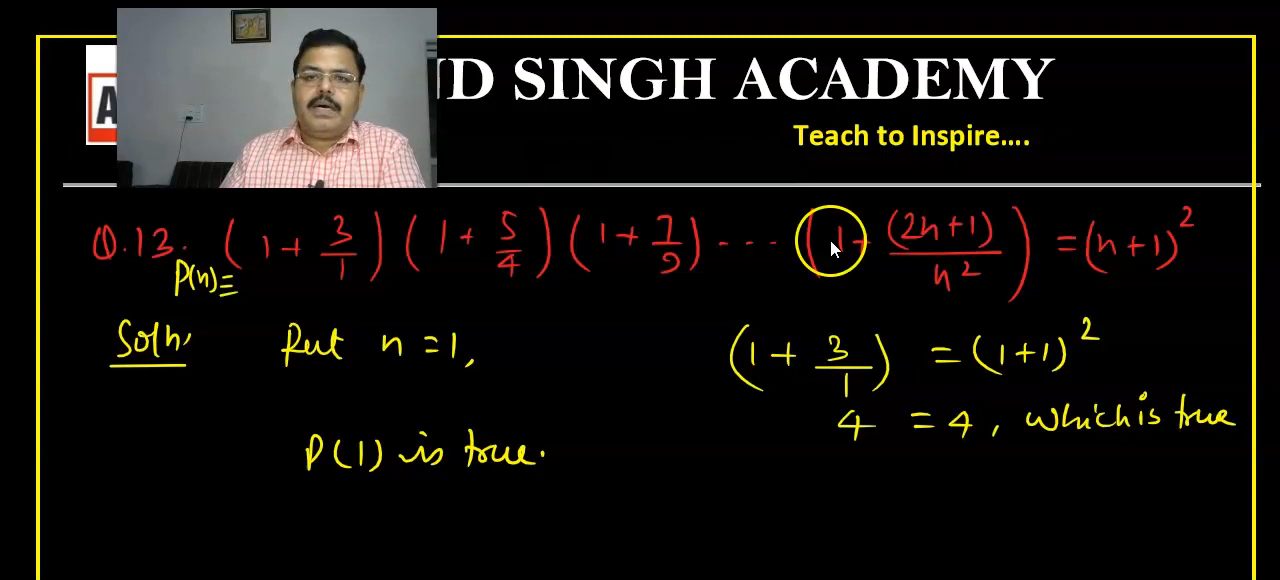 A
ND SINGH ACADEMY
Teach to Inspire....
Q.13. (1 + 3/1) (1 + 5/4) (1 + 7/9) ... (1 + (2n+1)/n²) = (n+1)²
P(n)≡
Soln, Put n = 1, (1 + 3/1) = (1+1)²
4 = 4, which is true
P(1) is true.